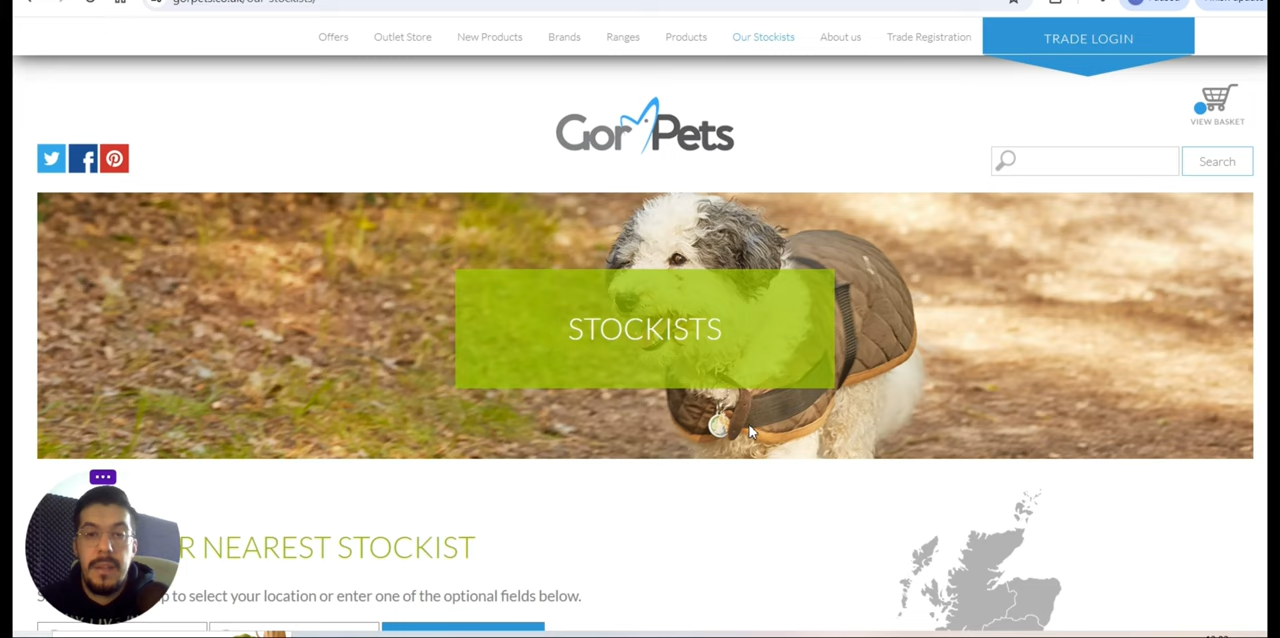 Offers Outlet Store New Products Brands Ranges Products Our Stockists About us Trade Registration TRADE LOGIN
Gor Pets
VIEW BASKET
Search
STOCKISTS
R NEAREST STOCKIST
p to select your location or enter one of the optional fields below.